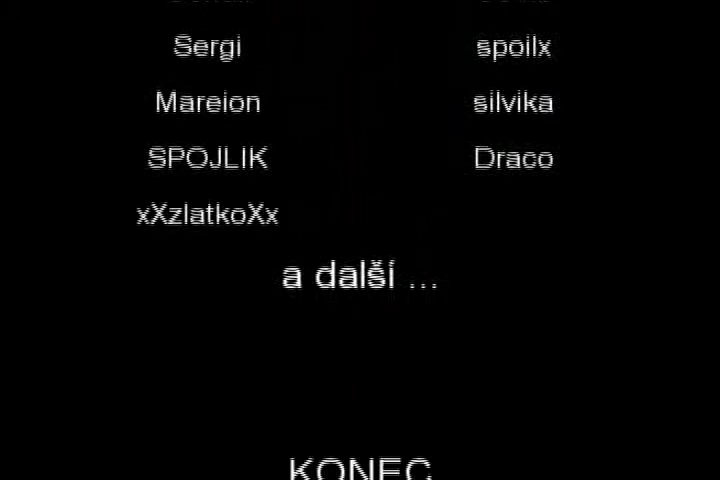 Sergi spoilx
Mareion silvika
SPOJLIK Draco
xXzlatkoXx
a další ...
KONEC